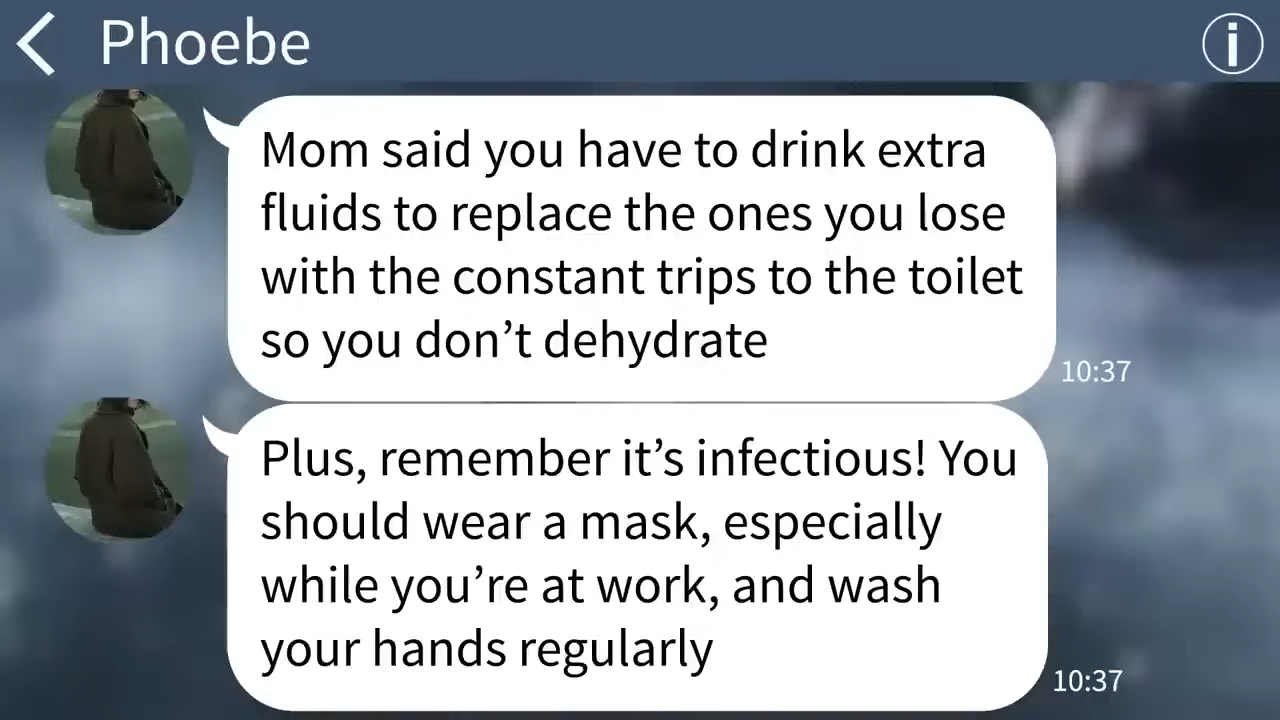 Phoebe
Mom said you have to drink extra
fluids to replace the ones you lose
with the constant trips to the toilet
so you don’t dehydrate
10:37
Plus, remember it’s infectious! You
should wear a mask, especially
while you’re at work, and wash
your hands regularly
10:37